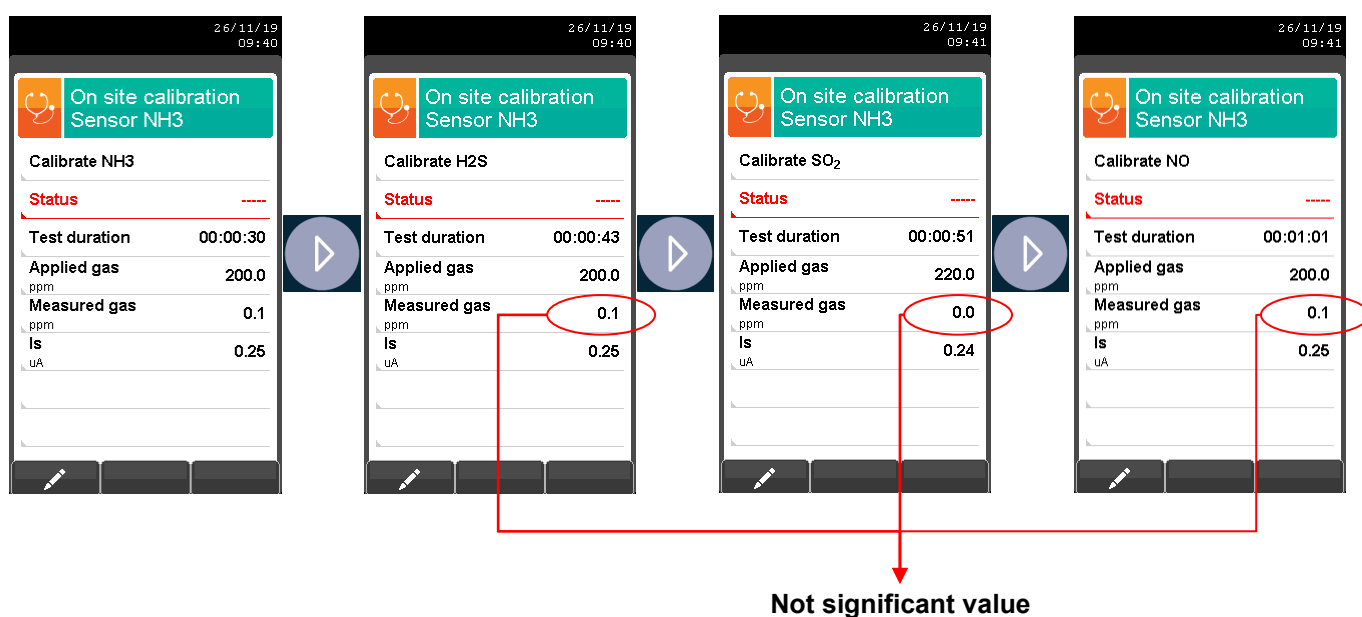 26/11/19
09:40
On site calibration
Sensor NH3
Calibrate NH3
Status -----
Test duration 00:00:30
Applied gas 200.0
ppm
Measured gas 0.1
ppm
Is 0.25
uA
26/11/19
09:40
On site calibration
Sensor NH3
Calibrate H2S
Status -----
Test duration 00:00:43
Applied gas 200.0
ppm
Measured gas 0.1
ppm
Is 0.25
uA
26/11/19
09:41
On site calibration
Sensor NH3
Calibrate SO₂
Status -----
Test duration 00:00:51
Applied gas 220.0
ppm
Measured gas 0.0
ppm
Is 0.24
uA
26/11/19
09:41
On site calibration
Sensor NH3
Calibrate NO
Status -----
Test duration 00:01:01
Applied gas 200.0
ppm
Measured gas 0.1
ppm
Is 0.25
uA
Not significant value